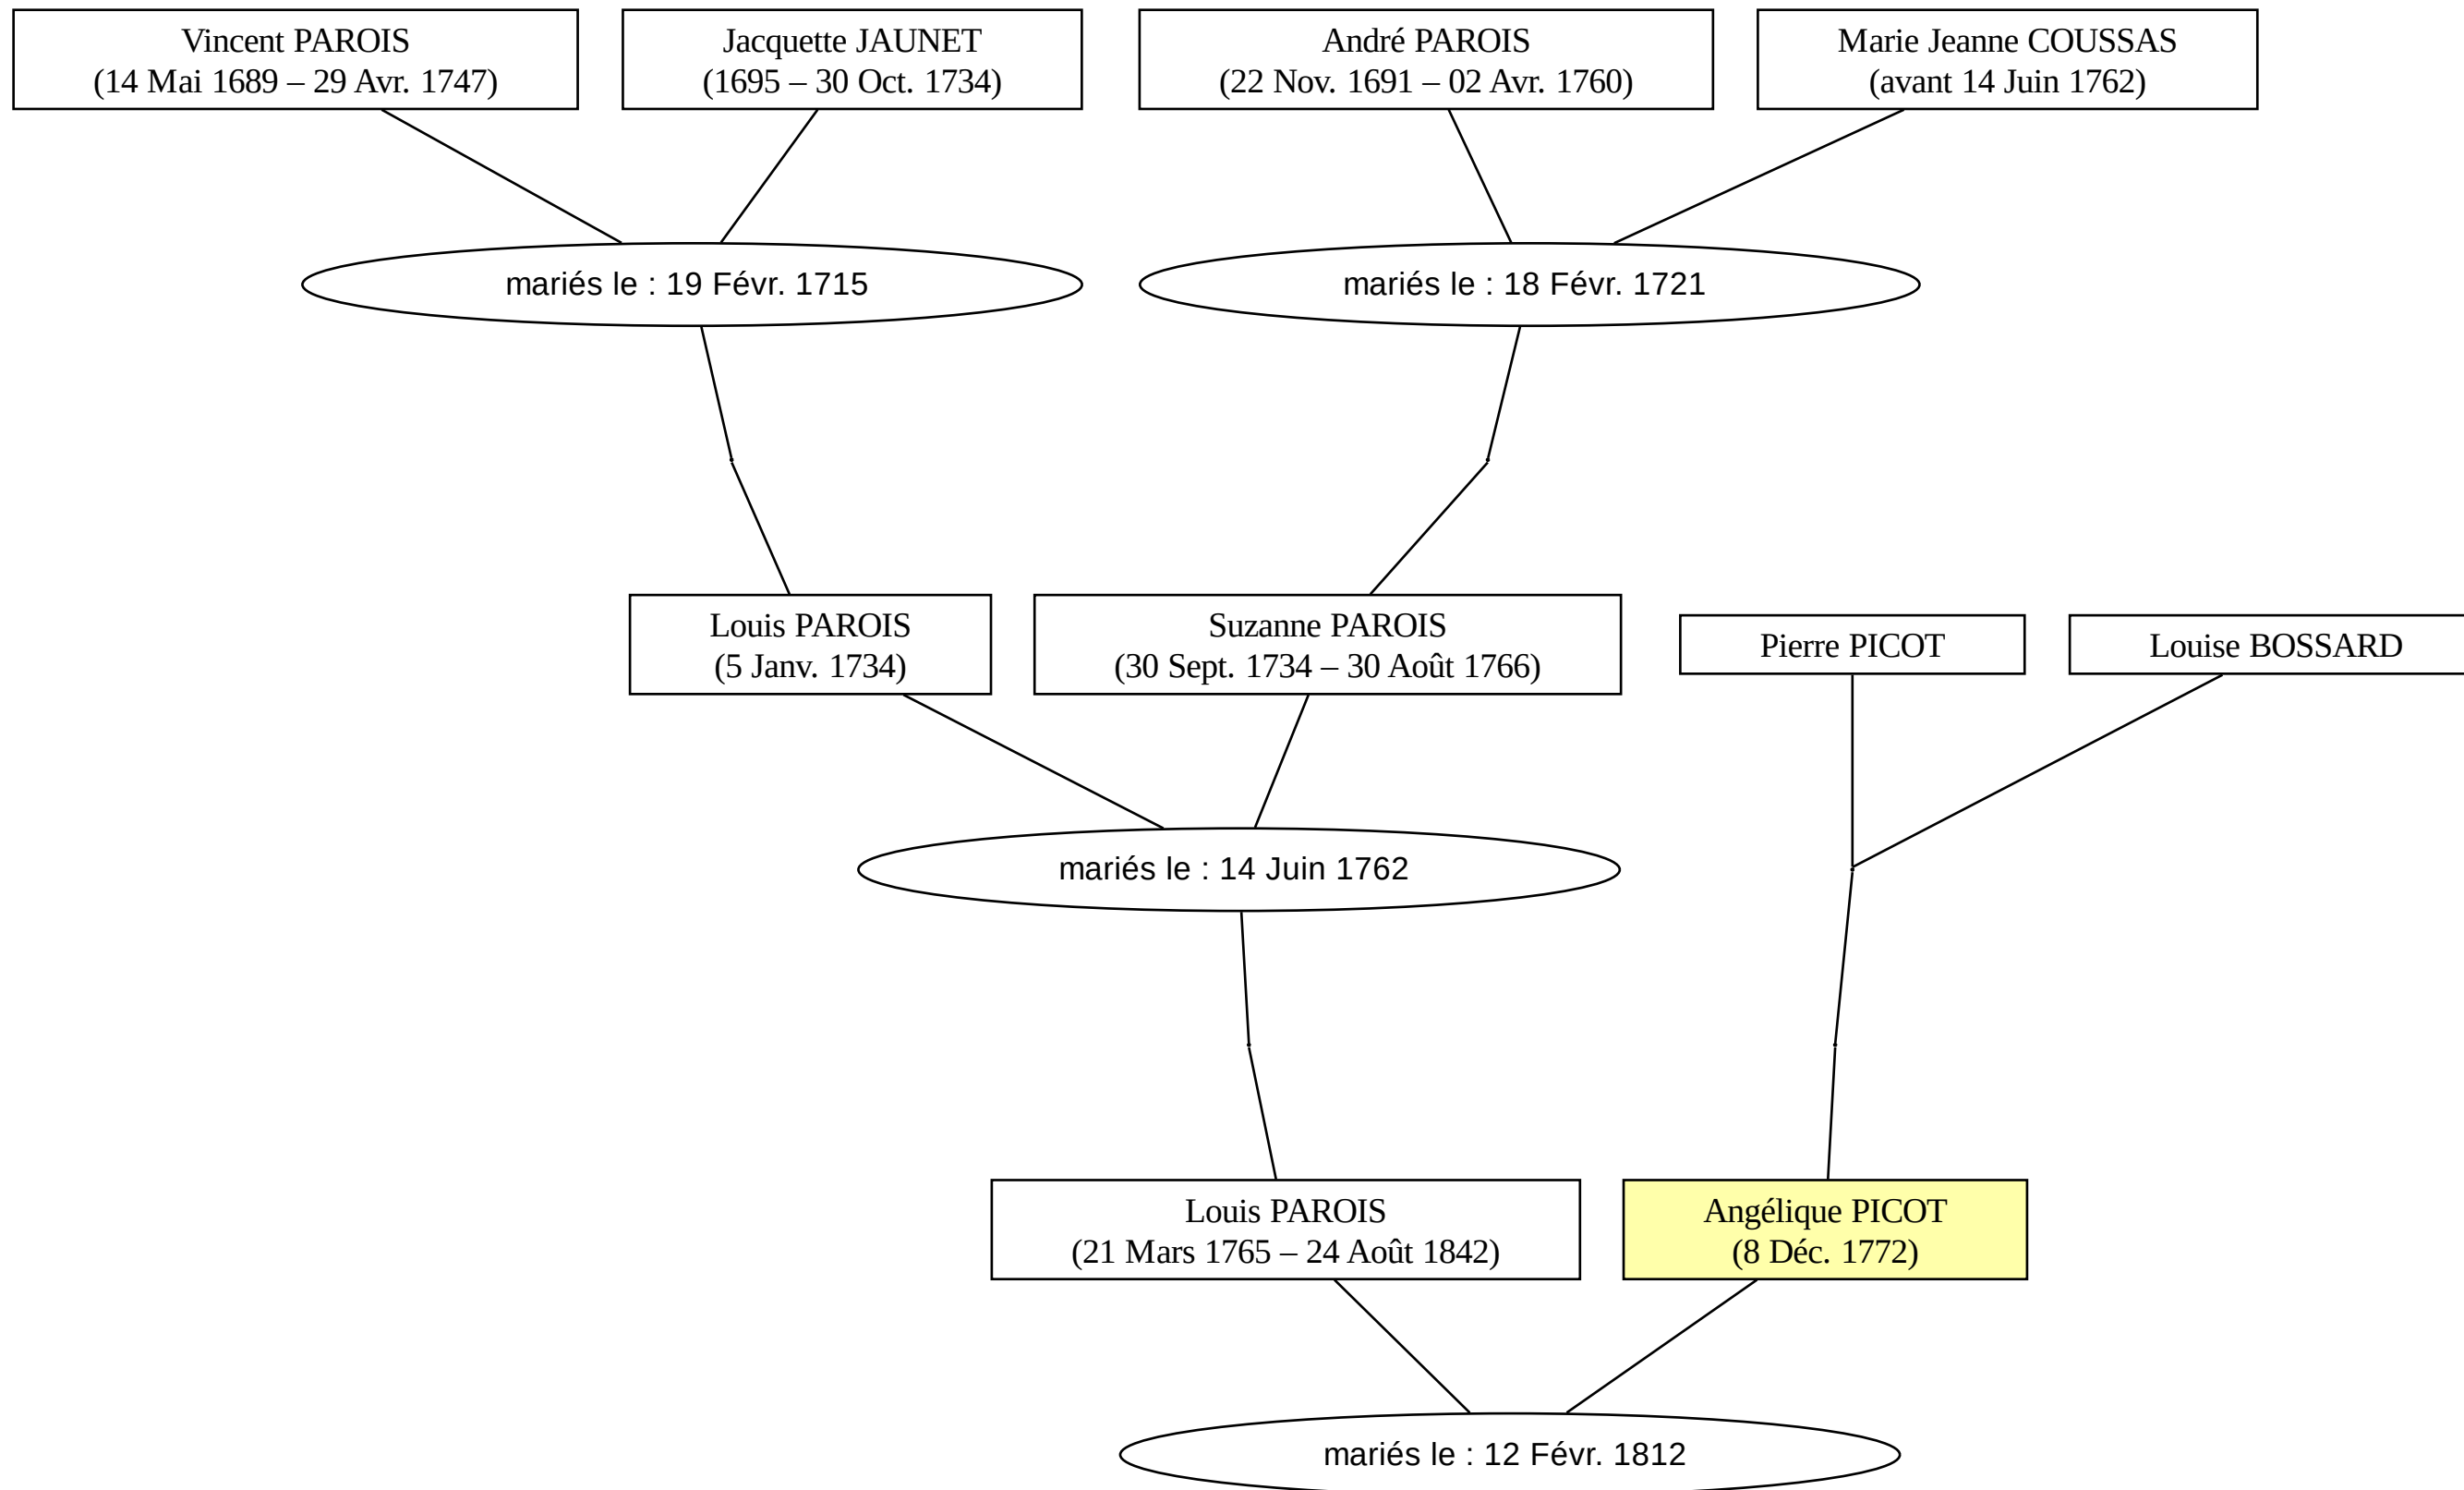 Vincent PAROIS
(14 Mai 1689 – 29 Avr. 1747)
Jacquette JAUNET
(1695 – 30 Oct. 1734)
André PAROIS
(22 Nov. 1691 – 02 Avr. 1760)
Marie Jeanne COUSSAS
(avant 14 Juin 1762)
mariés le : 19 Févr. 1715
mariés le : 18 Févr. 1721
Louis PAROIS
(5 Janv. 1734)
Suzanne PAROIS
(30 Sept. 1734 – 30 Août 1766)
Pierre PICOT
Louise BOSSARD
mariés le : 14 Juin 1762
Louis PAROIS
(21 Mars 1765 – 24 Août 1842)
Angélique PICOT
(8 Déc. 1772)
mariés le : 12 Févr. 1812